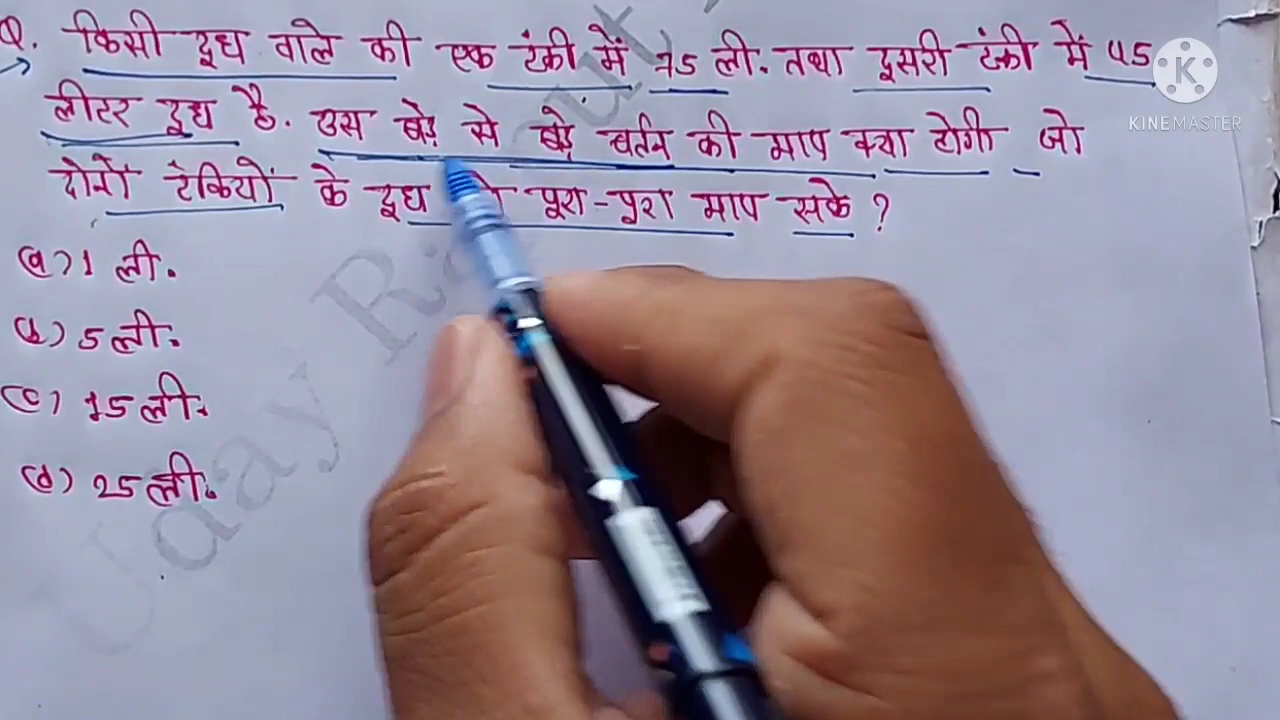 Q. किसी दूध वाले की एक टंकी में 75 ली. तथा दूसरी टंकी में 45
लीटर दूध है. उस बड़े से बड़े बर्तन की माप क्या होगी जो
दोनों टंकियों के दूध पूरा-पूरा माप सके ?
(a) 1 ली.
(b) 5 ली.
(c) 15 ली.
(d) 25 ली.
KINEMASTER